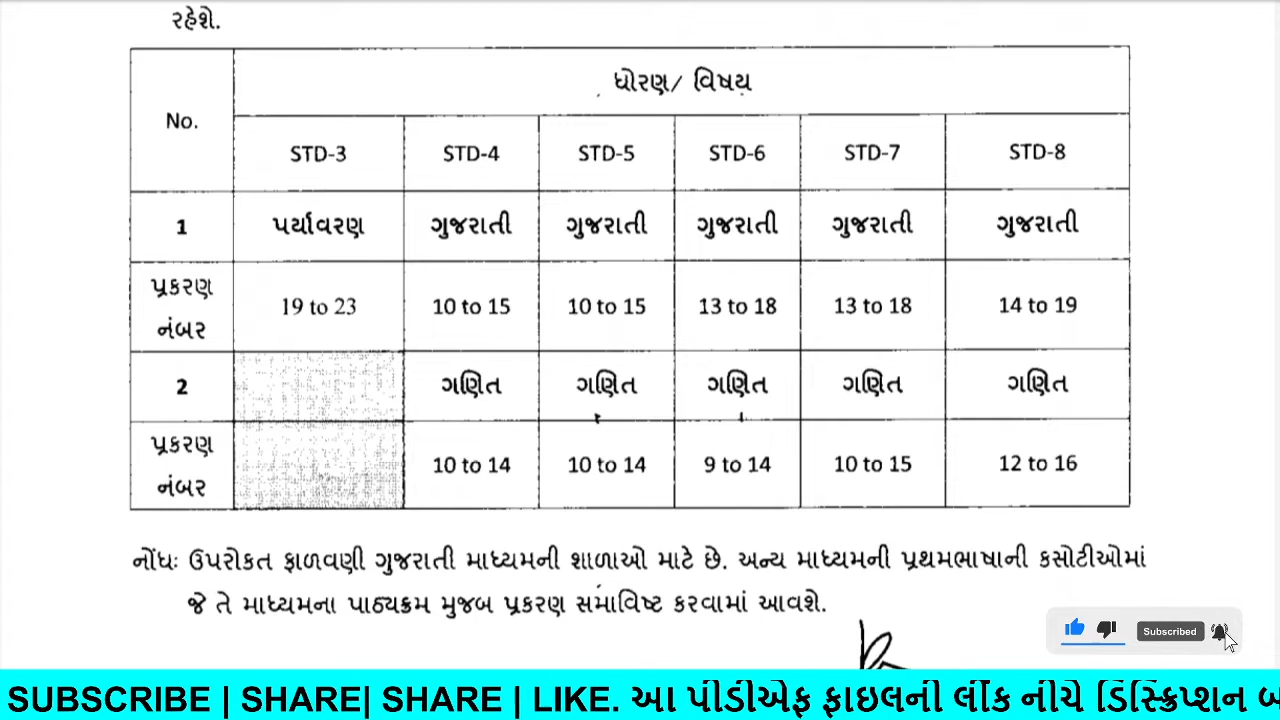 રહેશે.
No. ધોરણ/ વિષય
STD-3 STD-4 STD-5 STD-6 STD-7 STD-8
1 પર્યાવરણ ગુજરાતી ગુજરાતી ગુજરાતી ગુજરાતી ગુજરાતી
પ્રકરણ નંબર 19 to 23 10 to 15 10 to 15 13 to 18 13 to 18 14 to 19
2 ગણિત ગણિત ગણિત ગણિત ગણિત
પ્રકરણ નંબર 10 to 14 10 to 14 9 to 14 10 to 15 12 to 16
નોંધઃ ઉપરોકત ફાળવણી ગુજરાતી માધ્યમની શાળાઓ માટે છે. અન્ય માધ્યમની પ્રથમભાષાની કસોટીઓમાં
જે તે માધ્યમના પાઠ્યક્રમ મુજબ પ્રકરણ સમાવિષ્ટ કરવામાં આવશે.
Subscribed
SUBSCRIBE | SHARE| SHARE | LIKE. આ પીડીએફ ફાઇલની લીંક નીચે ડિસ્ક્રિપ્શન બ